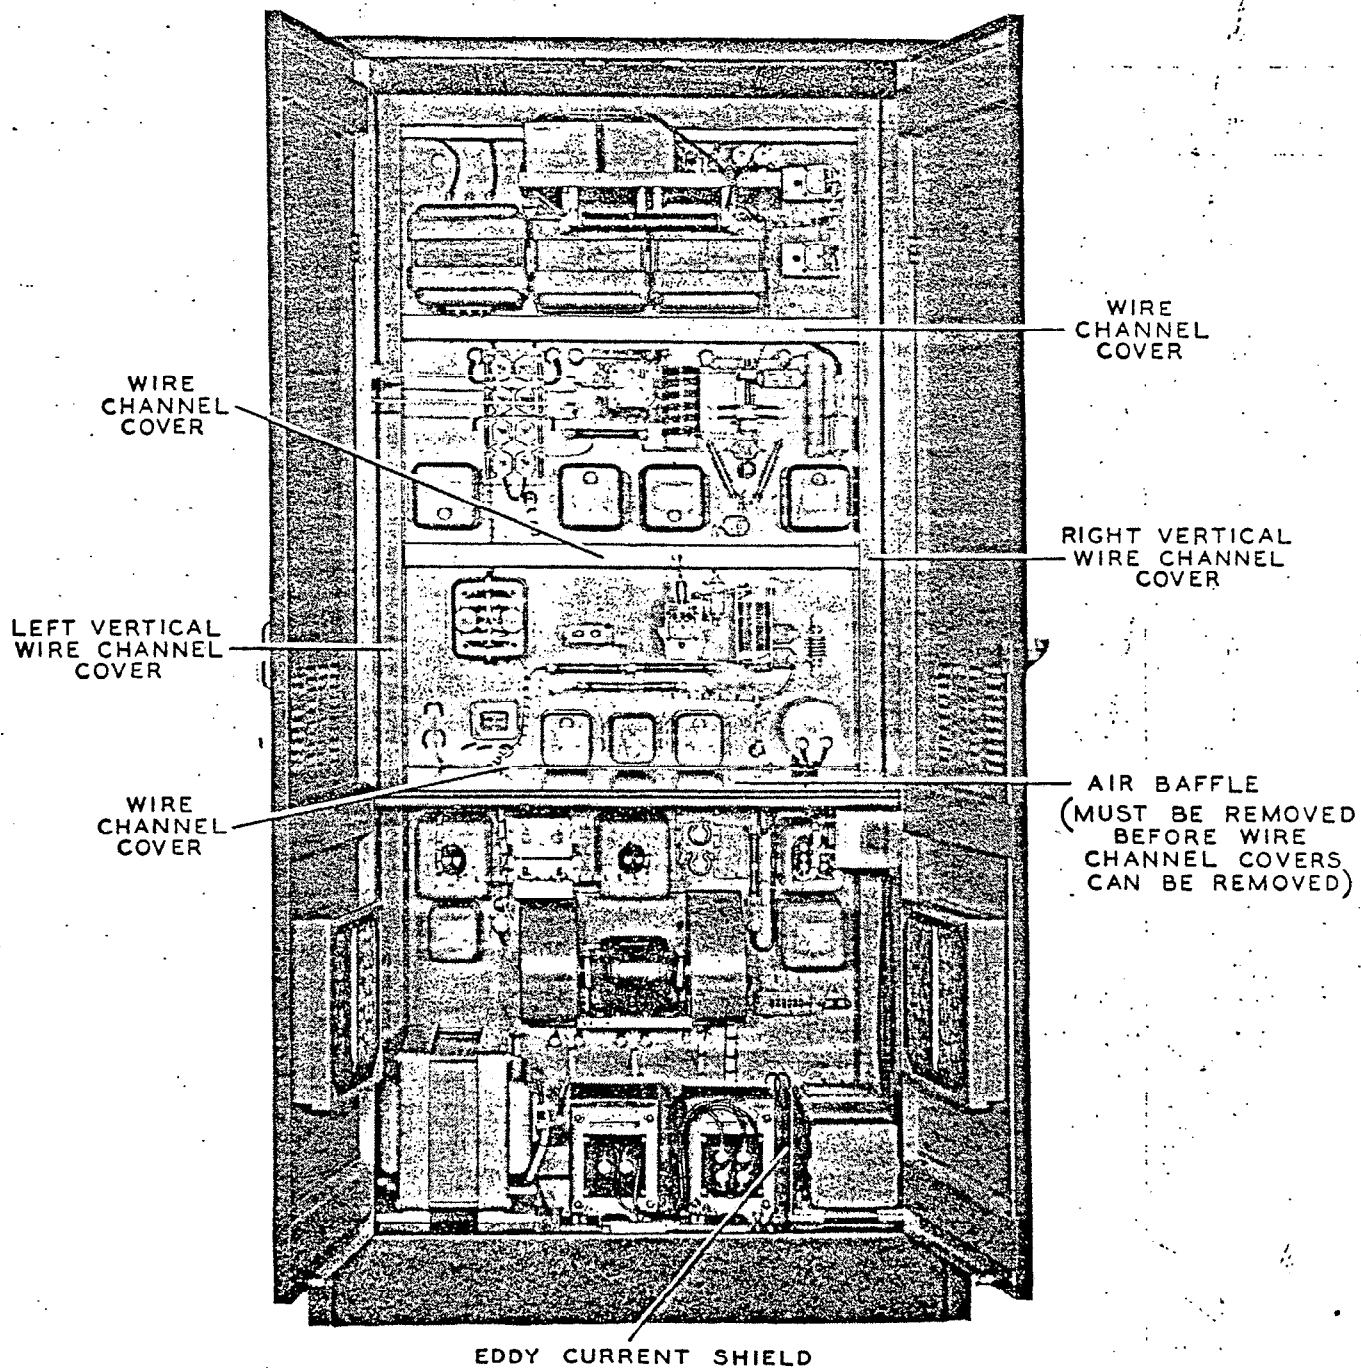 WIRE
CHANNEL
COVER
WIRE
CHANNEL
COVER
RIGHT VERTICAL
WIRE CHANNEL
COVER
LEFT VERTICAL
WIRE CHANNEL
COVER
AIR BAFFLE
(MUST BE REMOVED
BEFORE WIRE
CHANNEL COVERS
CAN BE REMOVED)
WIRE
CHANNEL
COVER
EDDY CURRENT SHIELD